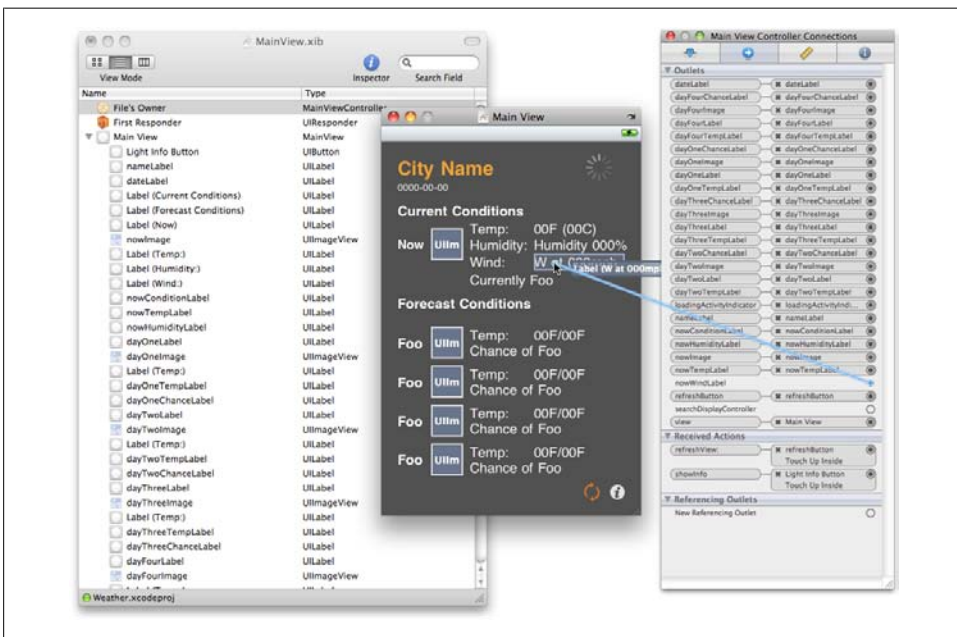 MainView.xib
View Mode
Inspector
Search Field
Name Type
File's Owner MainViewController
First Responder UIResponder
Main View MainView
Light Info Button UIButton
nameLabel UILabel
dateLabel UILabel
Label (Current Conditions) UILabel
Label (Forecast Conditions) UILabel
Label (Now) UILabel
nowImage UIImageView
Label (Temp:) UILabel
Label (Humidity:) UILabel
Label (Wind:) UILabel
nowConditionLabel UILabel
nowTempLabel UILabel
nowHumidityLabel UILabel
dayOneLabel UILabel
dayOneImage UIImageView
Label (Temp:) UILabel
dayOneTempLabel UILabel
dayOneChanceLabel UILabel
dayTwoLabel UILabel
dayTwoImage UIImageView
Label (Temp:) UILabel
dayTwoTempLabel UILabel
dayTwoChanceLabel UILabel
dayThreeLabel UILabel
dayThreeImage UIImageView
Label (Temp:) UILabel
dayThreeTempLabel UILabel
dayThreeChanceLabel UILabel
dayFourLabel UILabel
dayFourImage UIImageView
Weather.xcodeproj
Main View
City Name
0000-00-00
Current Conditions
Now UIIm
Temp: 00F (00C)
Humidity: Humidity 000%
Wind: W at 000mph
Label (W at 000mp
Currently Foo
Forecast Conditions
Foo UIIm Temp: 00F/00F
Chance of Foo
Foo UIIm Temp: 00F/00F
Chance of Foo
Foo UIIm Temp: 00F/00F
Chance of Foo
Foo UIIm Temp: 00F/00F
Chance of Foo
Main View Controller Connections
Outlets
dateLabel dateLabel
dayFourChanceLabel dayFourChanceLabel
dayFourImage dayFourImage
dayFourLabel dayFourLabel
dayFourTempLabel dayFourTempLabel
dayOneChanceLabel dayOneChanceLabel
dayOneImage dayOneImage
dayOneLabel dayOneLabel
dayOneTempLabel dayOneTempLabel
dayThreeChanceLabel dayThreeChanceLabel
dayThreeImage dayThreeImage
dayThreeLabel dayThreeLabel
dayThreeTempLabel dayThreeTempLabel
dayTwoChanceLabel dayTwoChanceLabel
dayTwoImage dayTwoImage
dayTwoLabel dayTwoLabel
dayTwoTempLabel dayTwoTempLabel
loadingActivityIndicator loadingActivityIndi...
nameLabel nameLabel
nowConditionLabel nowConditionLabel
nowHumidityLabel nowHumidityLabel
nowImage nowImage
nowTempLabel nowTempLabel
nowWindLabel
refreshButton refreshButton
searchDisplayController
view Main View
Received Actions
refreshView: refreshButton
Touch Up Inside
showInfo Light Info Button
Touch Up Inside
Referencing Outlets
New Referencing Outlet